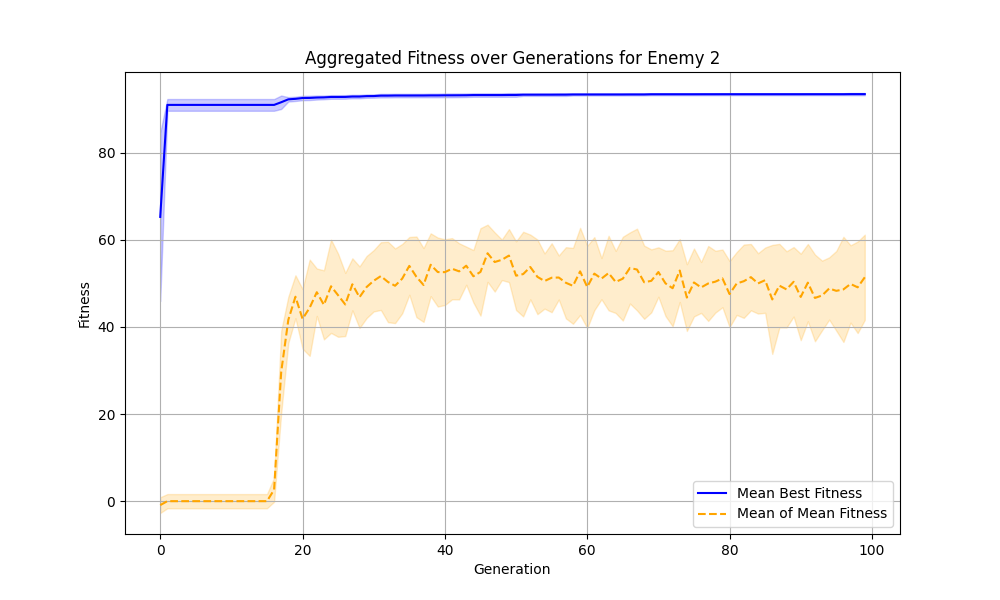 Aggregated Fitness over Generations for Enemy 2
Fitness
80
60
40
20
0
0 20 40 60 80 100
Generation
Mean Best Fitness
Mean of Mean Fitness